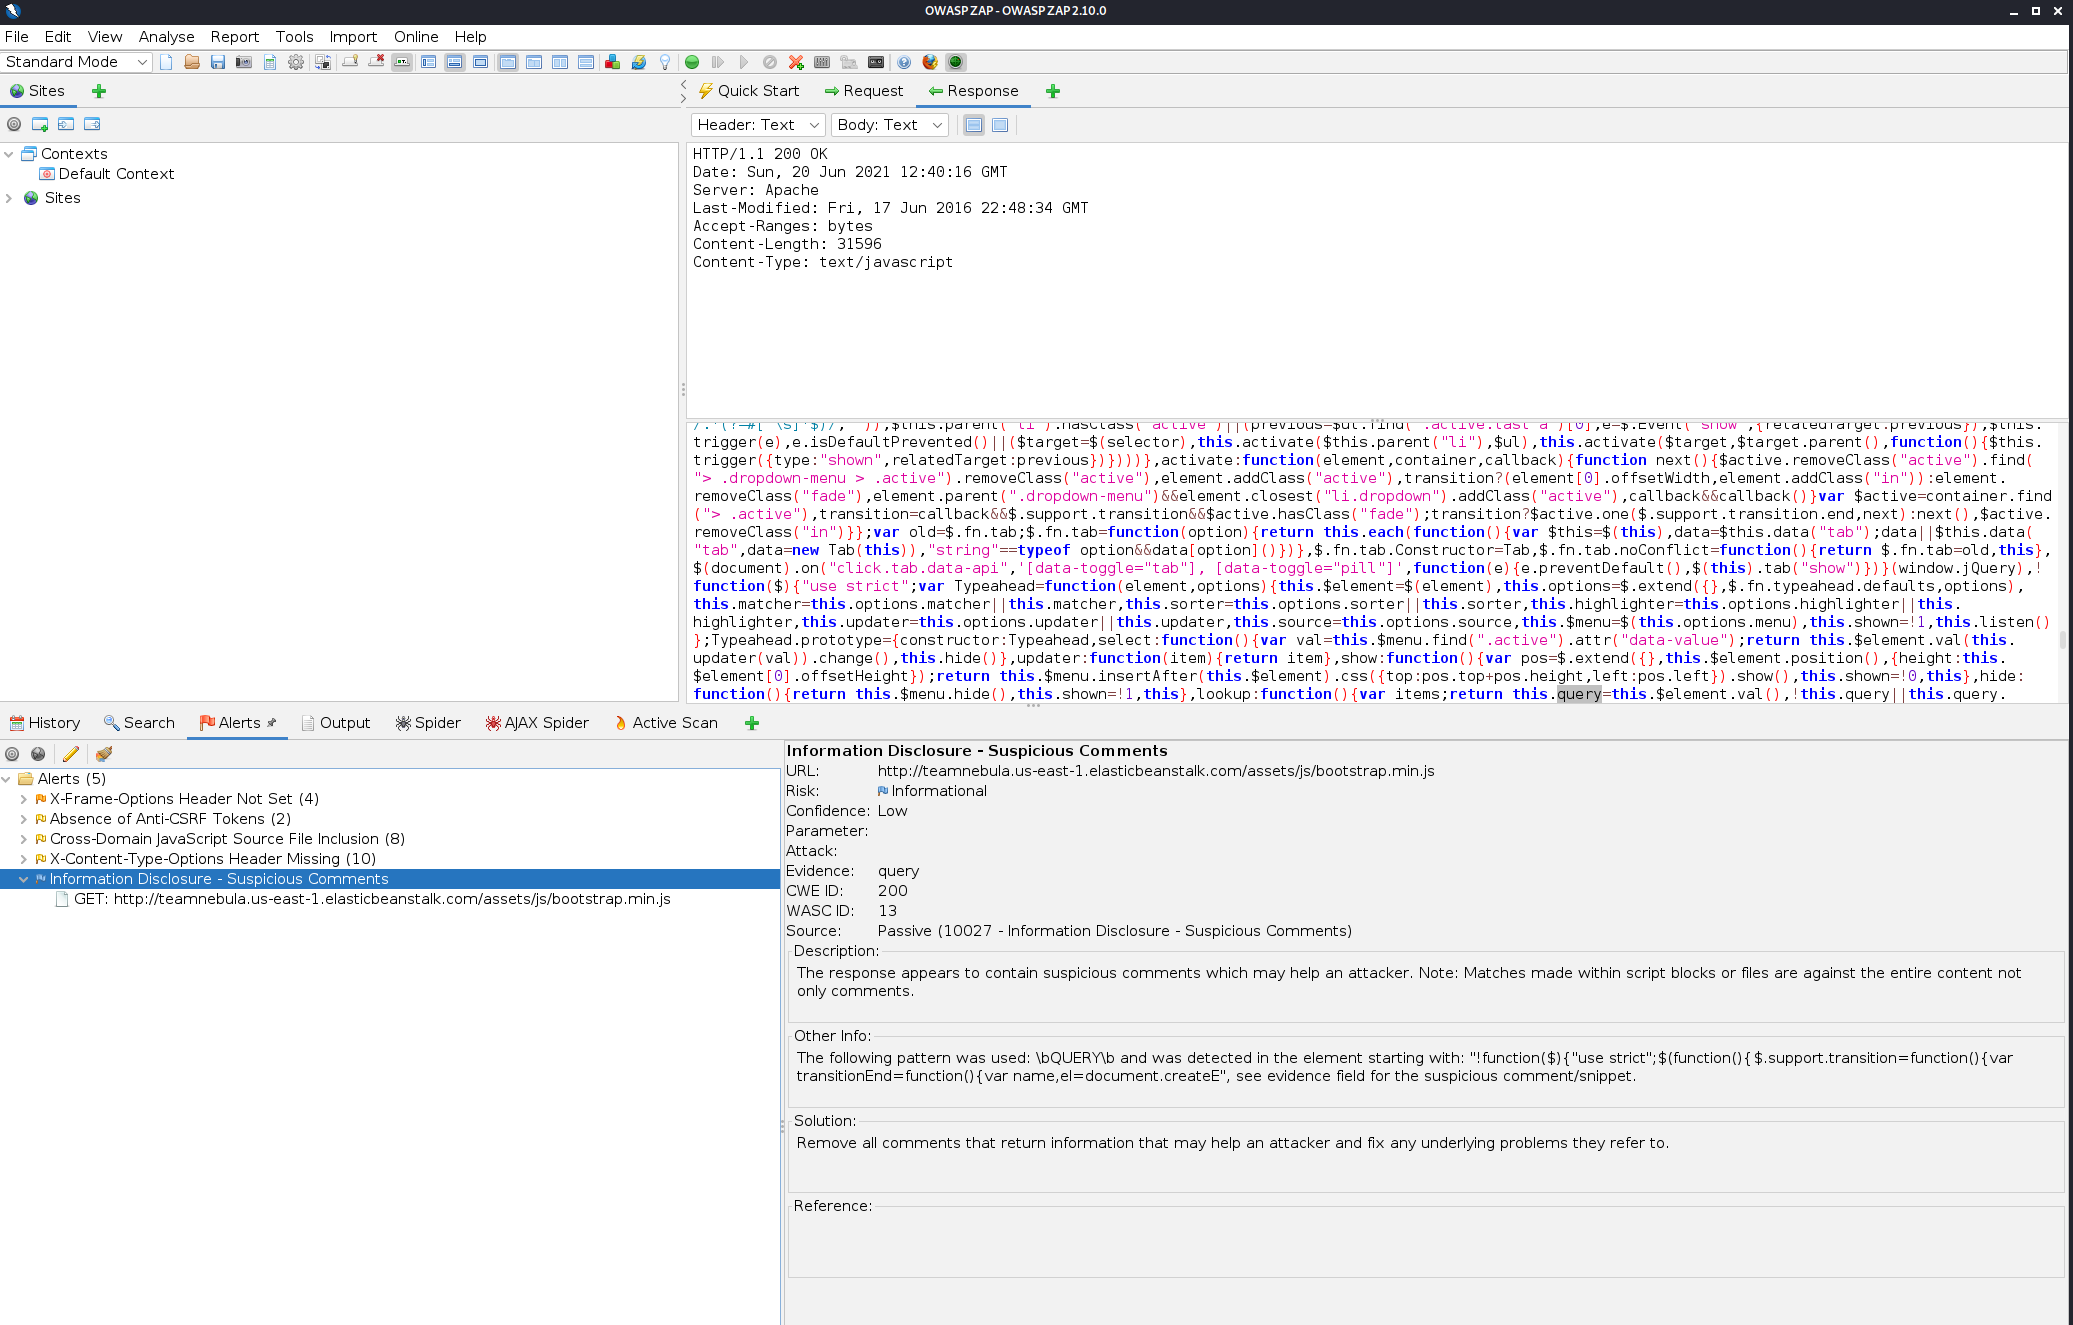 OWASP ZAP - OWASP ZAP 2.10.0
File Edit View Analyse Report Tools Import Online Help
Standard Mode
Sites
Quick Start Request Response
Header: Text Body: Text
Contexts
Default Context
Sites
HTTP/1.1 200 OK
Date: Sun, 20 Jun 2021 12:40:16 GMT
Server: Apache
Last-Modified: Fri, 17 Jun 2016 22:48:34 GMT
Accept-Ranges: bytes
Content-Length: 31596
Content-Type: text/javascript
trigger(e),e.isDefaultPrevented()||($target=$(selector),this.activate($this.parent("li"),$ul),this.activate($target,$target.parent(),function(){$this.
trigger({type:"shown",relatedTarget:previous})}))},activate:function(element,container,callback){function next(){$active.removeClass("active").find(
"> .dropdown-menu > .active").removeClass("active"),element.addClass("active"),transition?(element[0].offsetWidth,element.addClass("in")):element.
removeClass("fade"),element.parent(".dropdown-menu")&&element.closest("li.dropdown").addClass("active"),callback&&callback()}var $active=container.find
("> .active"),transition=callback&&$.support.transition&&$active.hasClass("fade");transition?$active.one($.support.transition.end,next):next(),$active.
removeClass("in")}};var old=$.fn.tab;$.fn.tab=function(option){return this.each(function(){var $this=$(this),data=$this.data("tab");data||$this.data(
"tab",data=new Tab(this)),"string"==typeof option&&data[option]()})},$.fn.tab.Constructor=Tab,$.fn.tab.noConflict=function(){return $.fn.tab=old,this},
$(document).on("click.tab.data-api",'[data-toggle="tab"], [data-toggle="pill"]',function(e){e.preventDefault(),$(this).tab("show")})}(window.jQuery),!
function($){"use strict";var Typeahead=function(element,options){this.$element=$(element),this.options=$.extend({},$.fn.typeahead.defaults,options),
this.matcher=this.options.matcher||this.matcher,this.sorter=this.options.sorter||this.sorter,this.highlighter=this.options.highlighter||this.
highlighter,this.updater=this.options.updater||this.updater,this.source=this.options.source,this.$menu=$(this.options.menu),this.shown=!1,this.listen()
};Typeahead.prototype={constructor:Typeahead,select:function(){var val=this.$menu.find(".active").attr("data-value");return this.$element.val(this.
updater(val)).change(),this.hide()},updater:function(item){return item},show:function(){var pos=$.extend({},this.$element.position(),{height:this.
$element[0].offsetHeight});return this.$menu.insertAfter(this.$element).css({top:pos.top+pos.height,left:pos.left}).show(),this.shown=!0,this},hide:
function(){return this.$menu.hide(),this.shown=!1,this},lookup:function(){var items;return this.query=this.$element.val(),!this.query||this.query.
History Search Alerts Output Spider AJAX Spider Active Scan
Alerts (5)
X-Frame-Options Header Not Set (4)
Absence of Anti-CSRF Tokens (2)
Cross-Domain JavaScript Source File Inclusion (8)
X-Content-Type-Options Header Missing (10)
Information Disclosure - Suspicious Comments
GET: http://teamnebula.us-east-1.elasticbeanstalk.com/assets/js/bootstrap.min.js
Information Disclosure - Suspicious Comments
URL: http://teamnebula.us-east-1.elasticbeanstalk.com/assets/js/bootstrap.min.js
Risk: Informational
Confidence: Low
Parameter:
Attack:
Evidence: query
CWE ID: 200
WASC ID: 13
Source: Passive (10027 - Information Disclosure - Suspicious Comments)
Description:
The response appears to contain suspicious comments which may help an attacker. Note: Matches made within script blocks or files are against the entire content not
only comments.
Other Info:
The following pattern was used: \bQUERY\b and was detected in the element starting with: "!function($){"use strict";$(function(){$.support.transition=function(){var
transitionEnd=function(){var name,el=document.createE", see evidence field for the suspicious comment/snippet.
Solution:
Remove all comments that return information that may help an attacker and fix any underlying problems they refer to.
Reference: